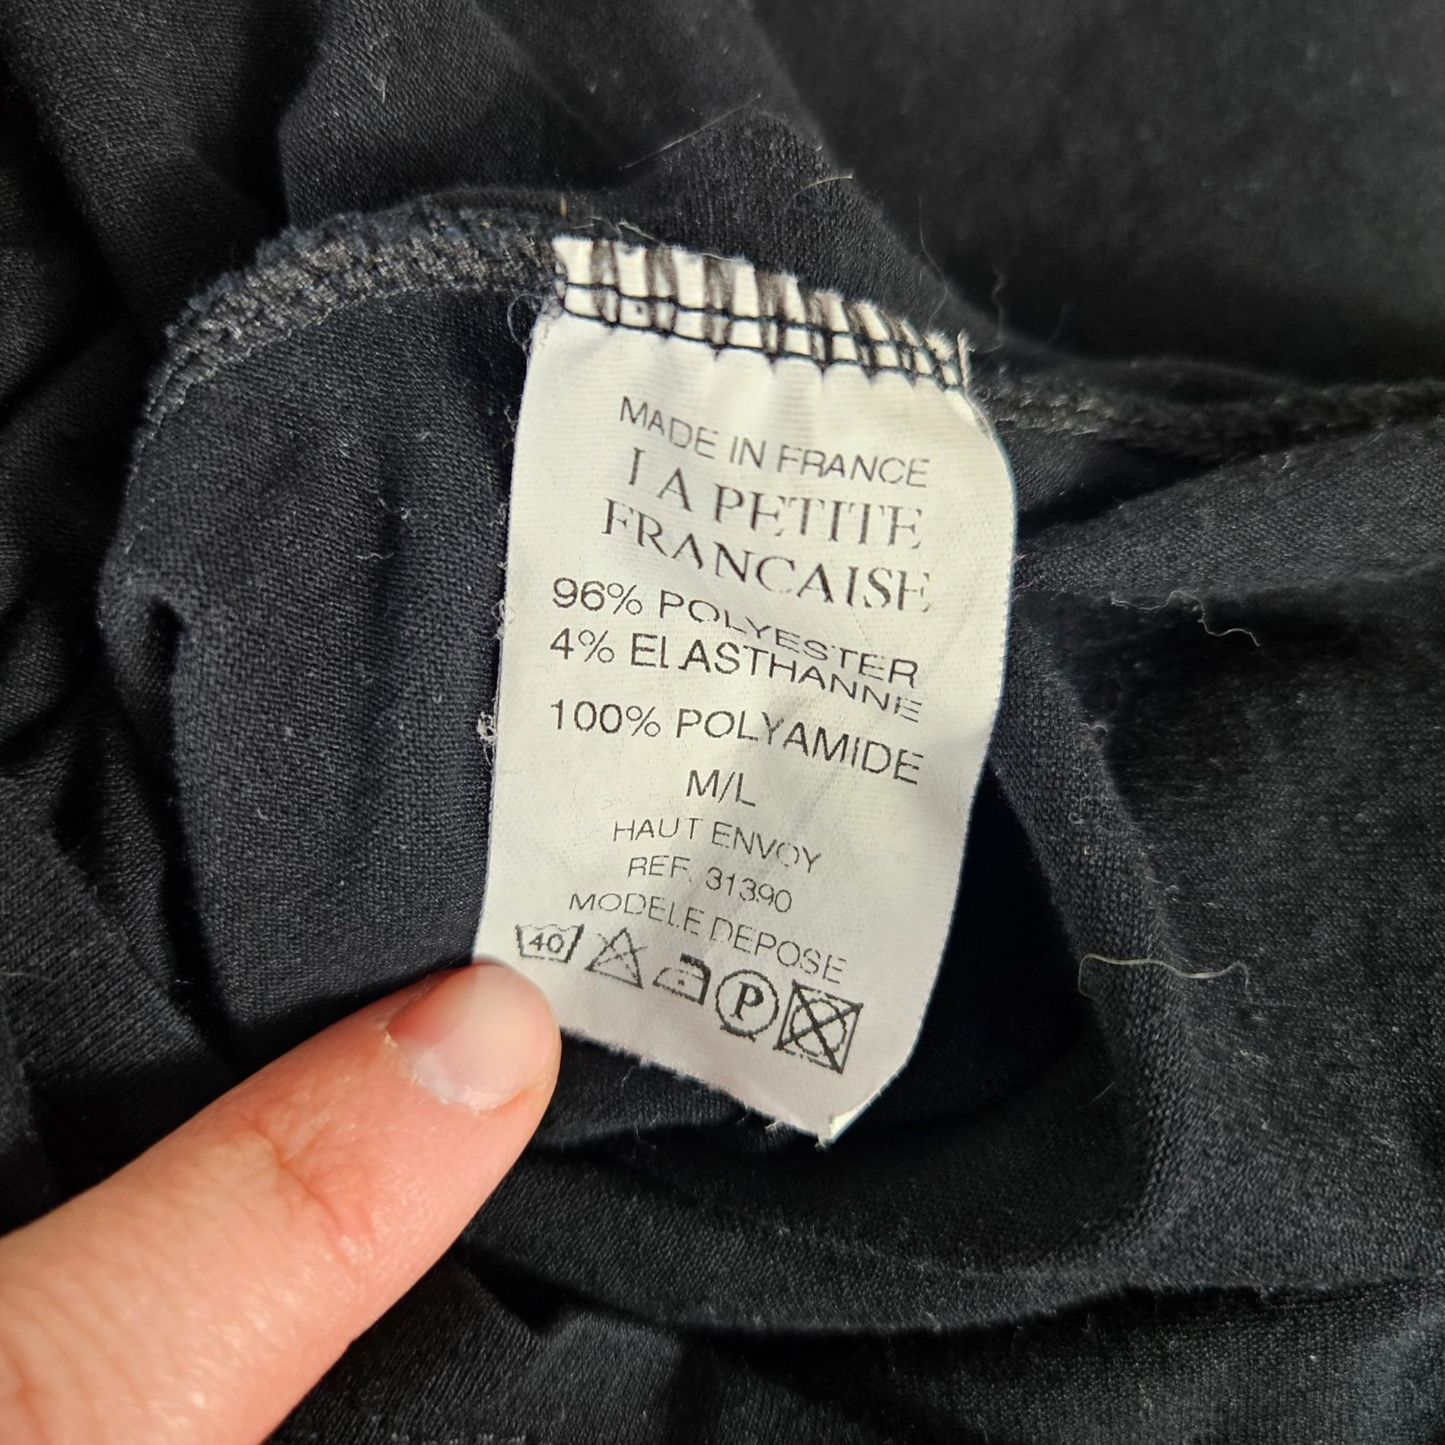 MADE IN FRANCE
LA PETITE
FRANCAISE
96% POLYESTER
4% ELASTHANNE
100% POLYAMIDE
M/L
HAUT ENVOY
REF. 31390
MODELE DEPOSE
40 P